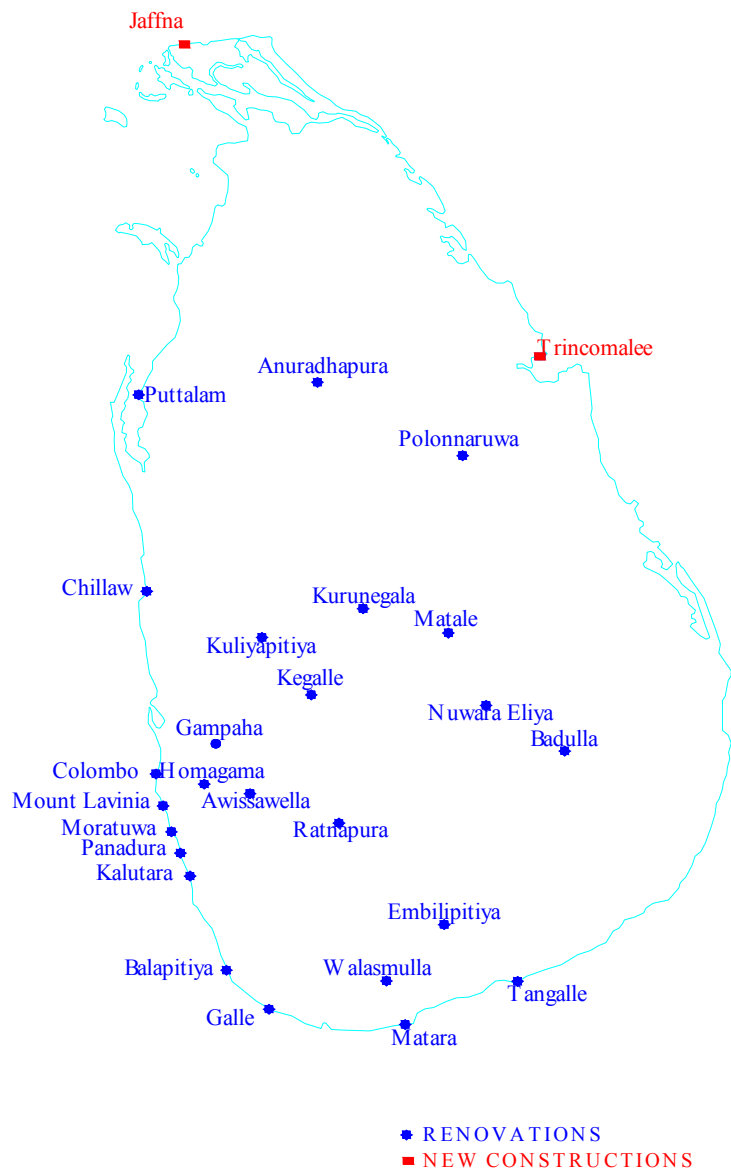 Jaffna
Trincomalee
Anuradhapura
Puttalam
Polonnaruwa
Chillaw
Kurunegala
Matale
Kuliyapitiya
Kegalle
Nuwara Eliya
Gampaha
Badulla
Colombo
Homagama
Mount Lavinia
Awissawella
Moratuwa
Ratnapura
Panadura
Kalutara
Embilipitiya
Balapitiya
Walasmulla
Tangalle
Galle
Matara
RENOVATIONS
NEW CONSTRUCTIONS